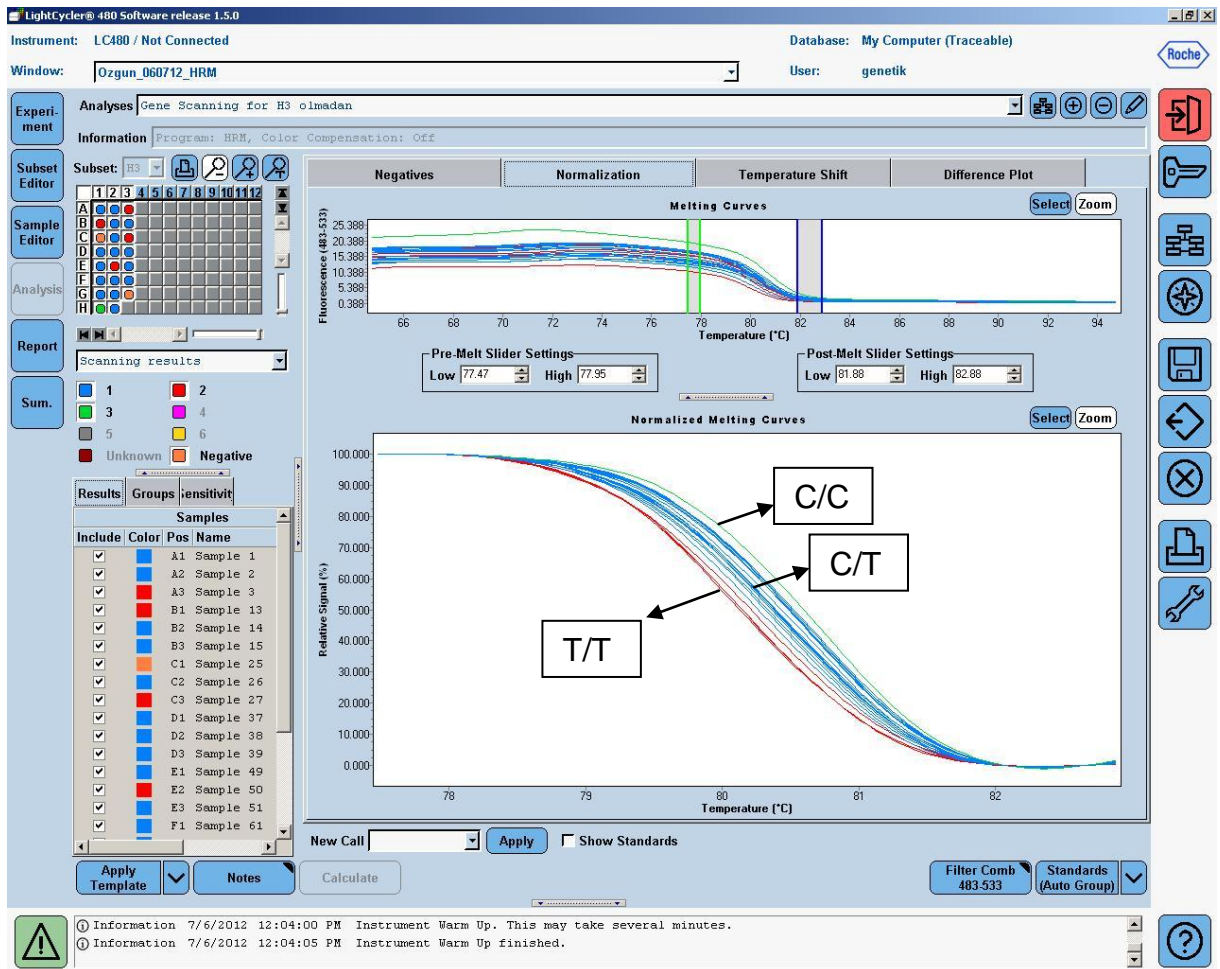 LightCycler® 480 Software release 1.5.0
Instrument: LC480 / Not Connected
Database: My Computer (Traceable)
Roche
Window: Ozgun_060712_HRM
User: genetik
Experi-
ment
Analyses Gene Scanning for H3 olmadan
Information Program: HRM, Color Compensation: Off
Subset
Editor
Subset: H3
1 2 3 4 5 6 7 8 9 10 11 12
A
B
C
D
E
F
G
H
Sample
Editor
Analysis
Report
Sum.
Scanning results
1 2
3 4
5 6
Unknown Negative
Results Groups
Samples
Include Color Pos Name
A1 Sample 1
A2 Sample 2
A3 Sample 3
B1 Sample 13
B2 Sample 14
B3 Sample 15
C1 Sample 25
C2 Sample 26
C3 Sample 27
D1 Sample 37
D2 Sample 38
D3 Sample 39
E1 Sample 49
E2 Sample 50
E3 Sample 51
F1 Sample 61
Negatives Normalization Temperature Shift Difference Plot
Melting Curves
Select Zoom
Fluorescence (483-533)
25.388
20.388
15.388
10.388
5.388
0.388
66 68 70 72 74 76 78 80 82 84 86 88 90 92 94
Temperature (°C)
Pre-Melt Slider Settings
Low 77.47 High 77.95
Post-Melt Slider Settings
Low 81.88 High 82.88
Normalized Melting Curves
Select Zoom
Relative Signal (%)
100.000
90.000
80.000
70.000
60.000
50.000
40.000
30.000
20.000
10.000
0.000
C/C
C/T
T/T
78 79 80 81 82
Temperature (°C)
New Call Apply Show Standards
Apply
Template
Notes
Calculate
Filter Comb
483-533
Standards
(Auto Group)
Information 7/6/2012 12:04:00 PM Instrument Warm Up. This may take several minutes.
Information 7/6/2012 12:04:05 PM Instrument Warm Up finished.